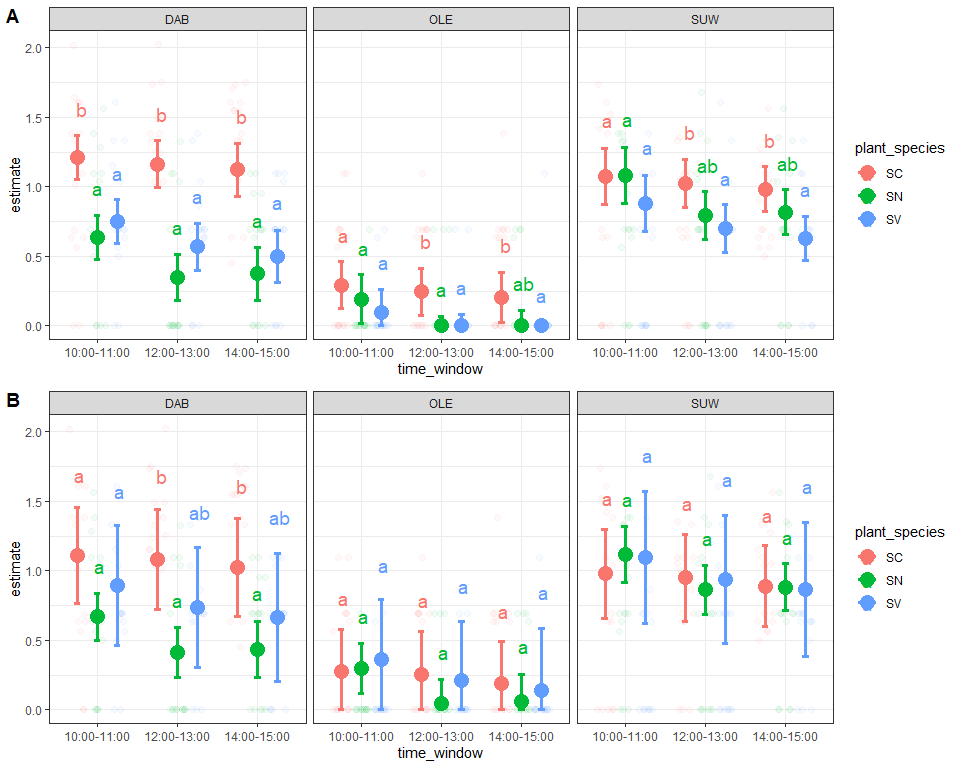 A
DAB
OLE
SUW
estimate
2.0
1.5
1.0
0.5
0.0
b a a
b a a
b a a
a a a
b a a
b ab a
a a a
b ab a
b ab a
10:00-11:00 12:00-13:00 14:00-15:00
10:00-11:00 12:00-13:00 14:00-15:00
10:00-11:00 12:00-13:00 14:00-15:00
time_window
plant_species
SC
SN
SV
B
DAB
OLE
SUW
estimate
2.0
1.5
1.0
0.5
0.0
a a a
b a ab
b a ab
a a a
a a a
a a a
a a a
a a a
a a a
10:00-11:00 12:00-13:00 14:00-15:00
10:00-11:00 12:00-13:00 14:00-15:00
10:00-11:00 12:00-13:00 14:00-15:00
time_window
plant_species
SC
SN
SV